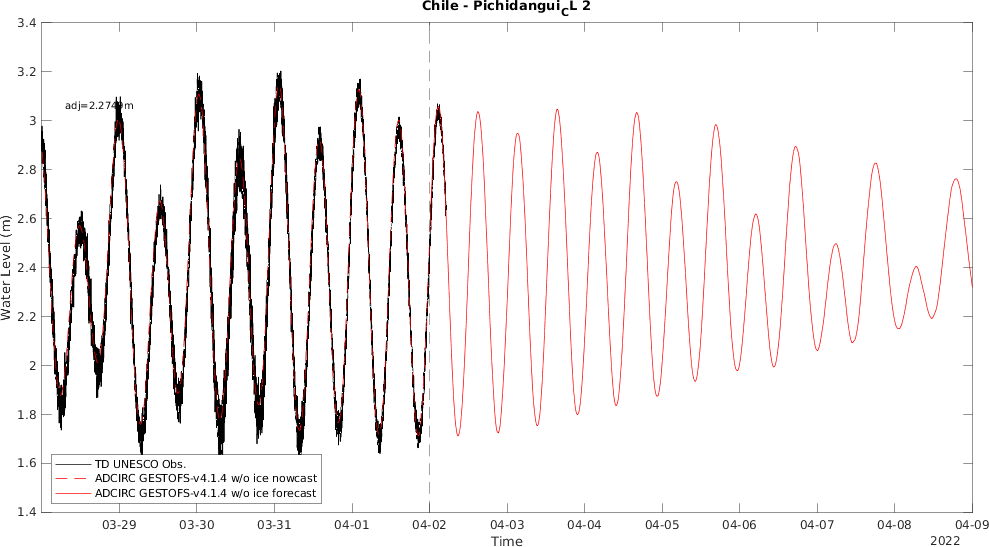 Chile - PichidanguiCL 2
3.4
3.2
3
2.8
2.6
2.4
2.2
2
1.8
1.6
1.4
Water Level (m)
adj=2.2749m
TD UNESCO Obs.
ADCIRC GESTOFS-v4.1.4 w/o ice nowcast
ADCIRC GESTOFS-v4.1.4 w/o ice forecast
03-29 03-30 03-31 04-01 04-02 04-03 04-04 04-05 04-06 04-07 04-08 04-09
Time
2022